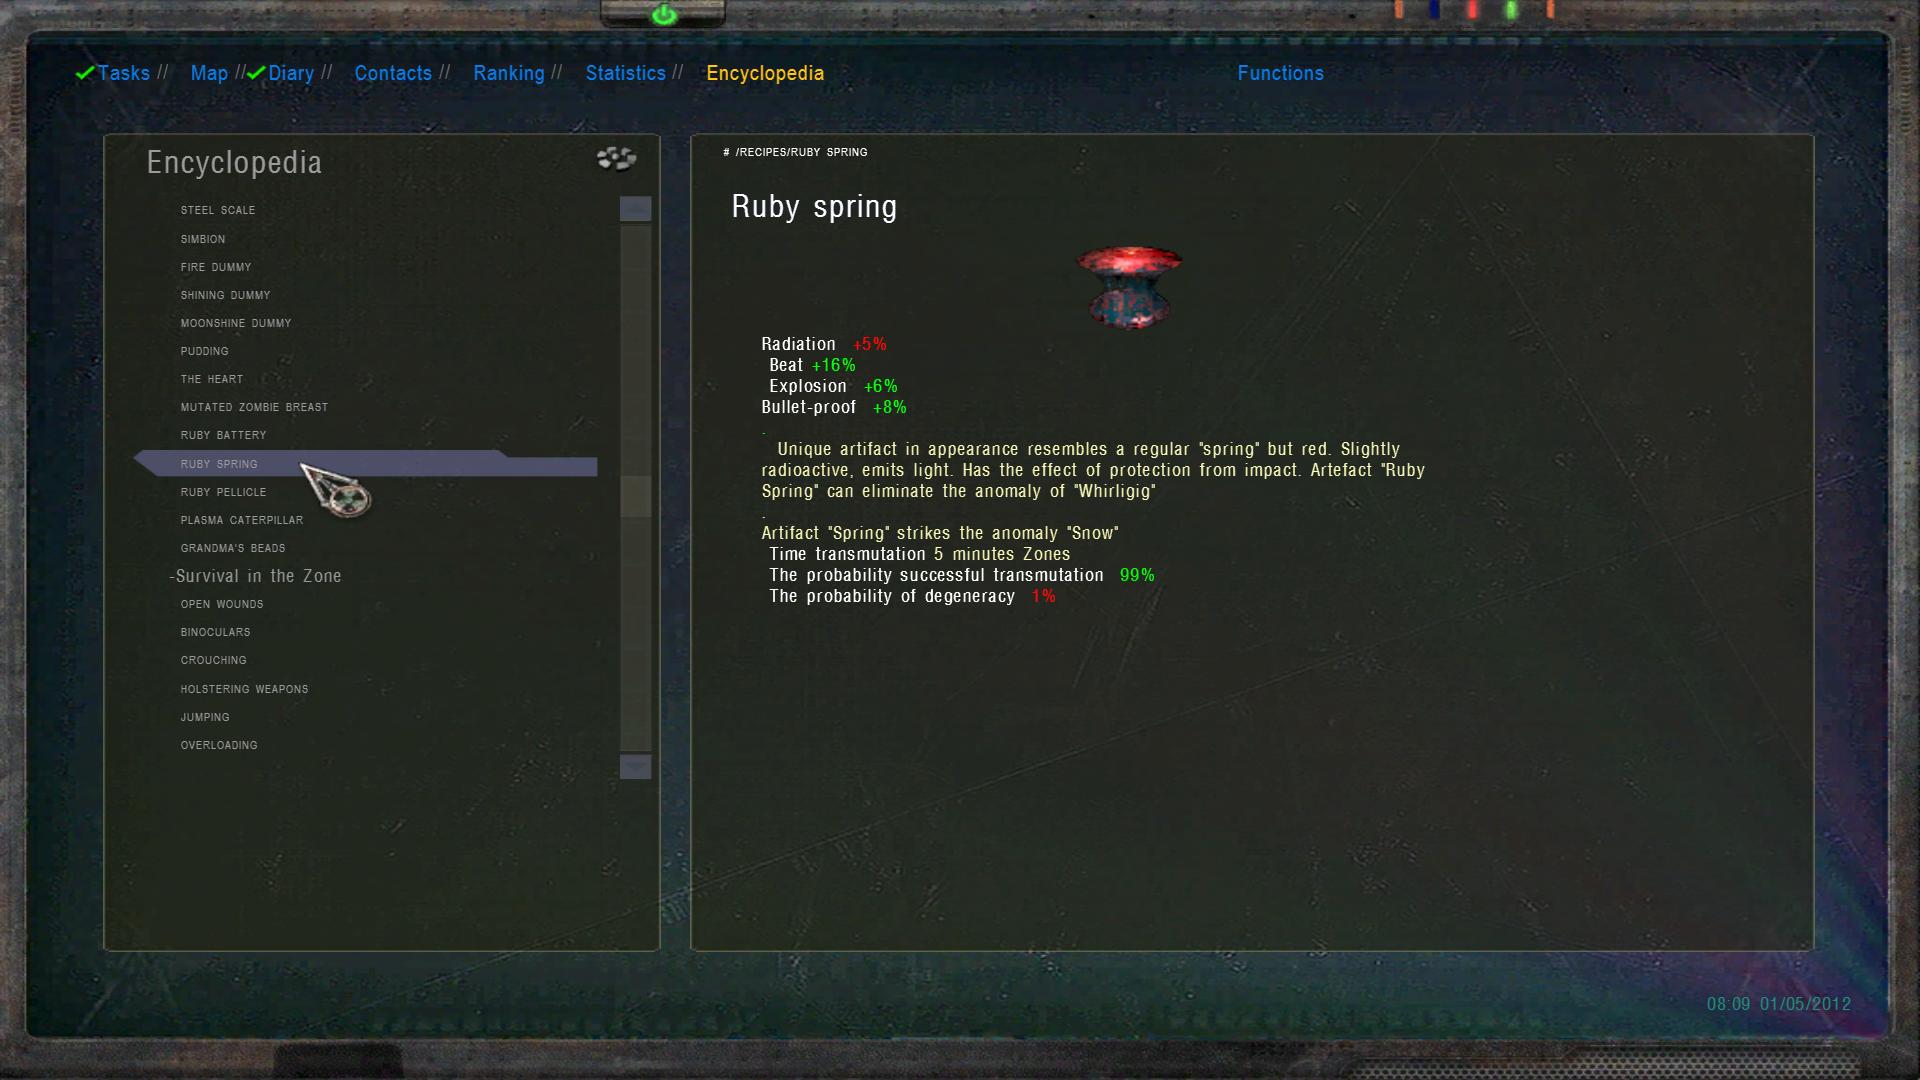 Tasks // Map // Diary // Contacts // Ranking // Statistics // Encyclopedia
Functions
Encyclopedia
STEEL SCALE
SIMBION
FIRE DUMMY
SHINING DUMMY
MOONSHINE DUMMY
PUDDING
THE HEART
MUTATED ZOMBIE BREAST
RUBY BATTERY
RUBY SPRING
RUBY PELLICLE
PLASMA CATERPILLAR
GRANDMA'S BEADS
-Survival in the Zone
OPEN WOUNDS
BINOCULARS
CROUCHING
HOLSTERING WEAPONS
JUMPING
OVERLOADING
# /RECIPES/RUBY SPRING
Ruby spring
Radiation +5%
Beat +16%
Explosion +6%
Bullet-proof +8%
.
Unique artifact in appearance resembles a regular "spring" but red. Slightly
radioactive, emits light. Has the effect of protection from impact. Artefact "Ruby
Spring" can eliminate the anomaly of "Whirligig"
.
Artifact "Spring" strikes the anomaly "Snow"
Time transmutation 5 minutes Zones
The probability successful transmutation 99%
The probability of degeneracy 1%
08:09 01/05/2012